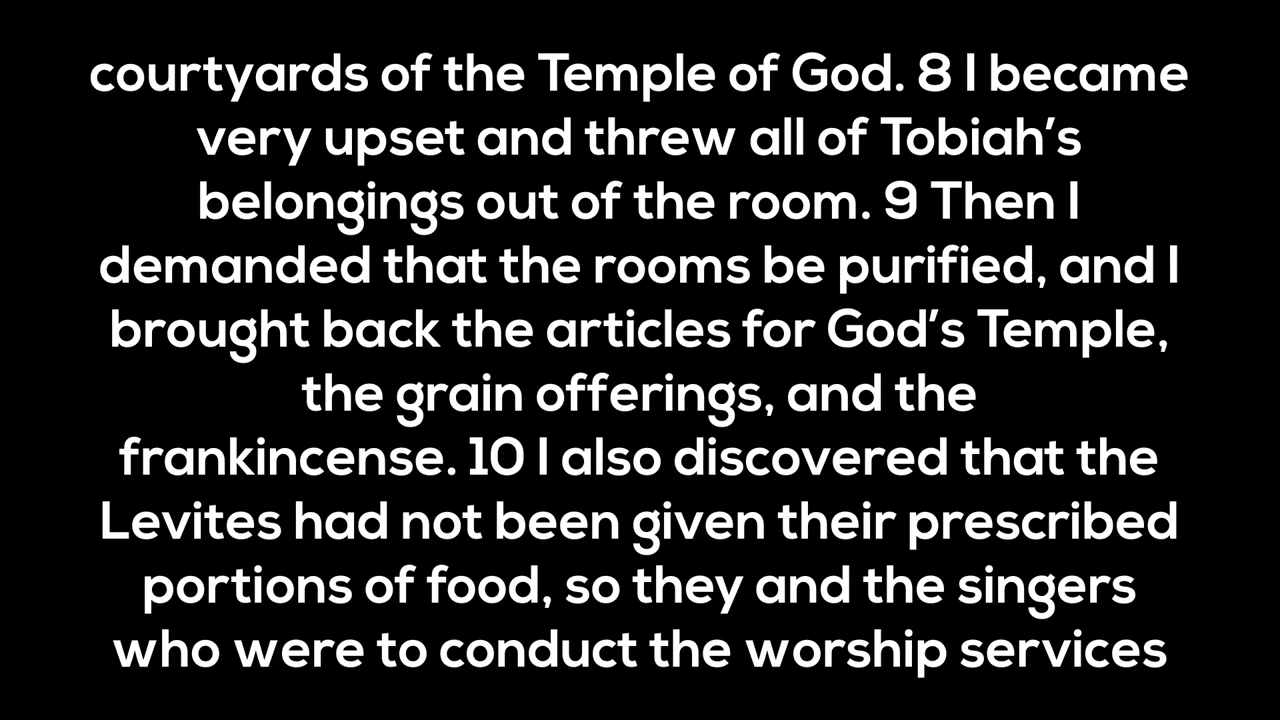 courtyards of the Temple of God. 8 I became
very upset and threw all of Tobiah’s
belongings out of the room. 9 Then I
demanded that the rooms be purified, and I
brought back the articles for God’s Temple,
the grain offerings, and the
frankincense. 10 I also discovered that the
Levites had not been given their prescribed
portions of food, so they and the singers
who were to conduct the worship services